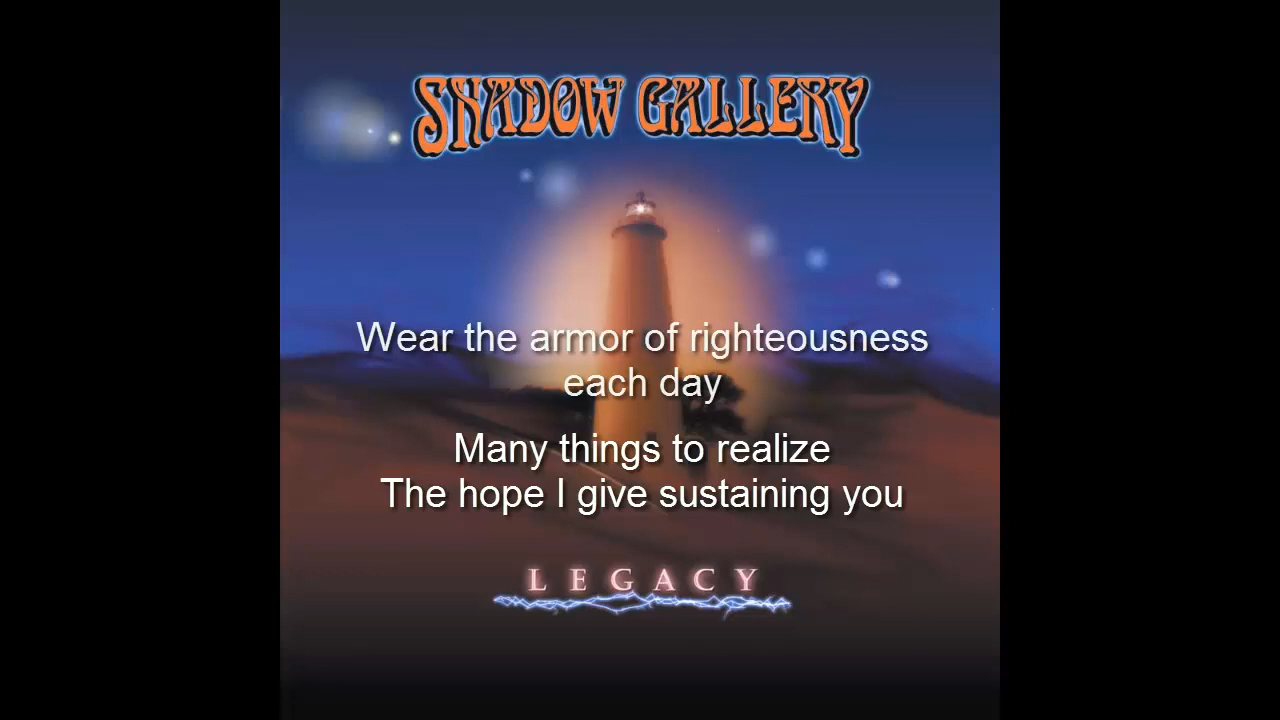 SHADOW GALLERY
Wear the armor of righteousness
each day
Many things to realize
The hope I give sustaining you
LEGACY